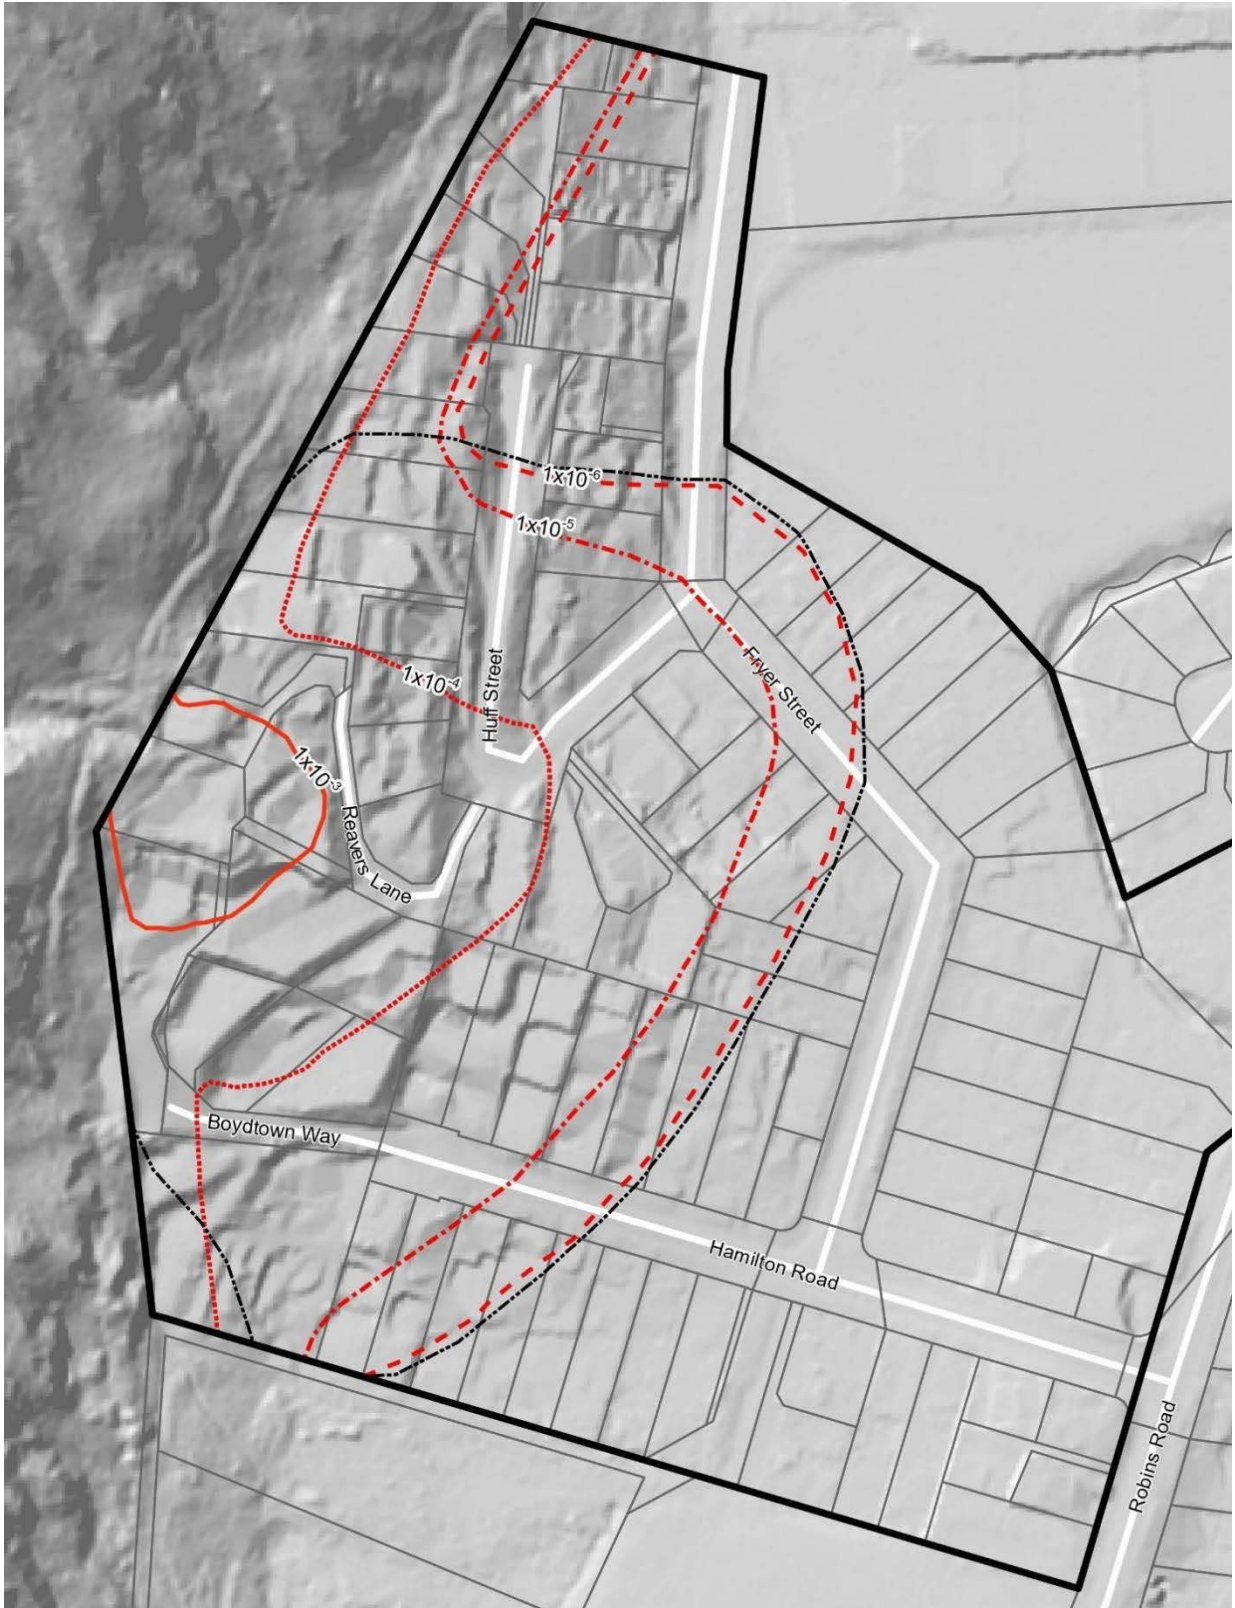 1x10-6
1x10-5
1x10-4
Huff Street
Fryer Street
1x10-3
Reavers Lane
Boydtown Way
Hamilton Road
Robins Road